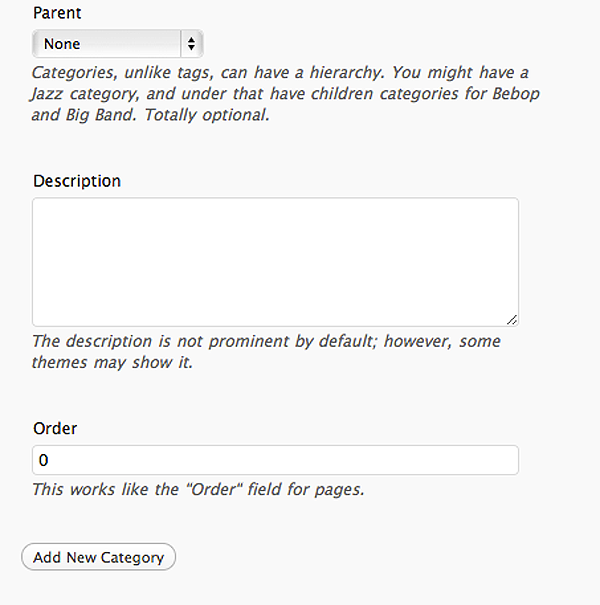 Parent
None
Categories, unlike tags, can have a hierarchy. You might have a
Jazz category, and under that have children categories for Bebop
and Big Band. Totally optional.
Description
The description is not prominent by default; however, some
themes may show it.
Order
0
This works like the "Order" field for pages.
Add New Category